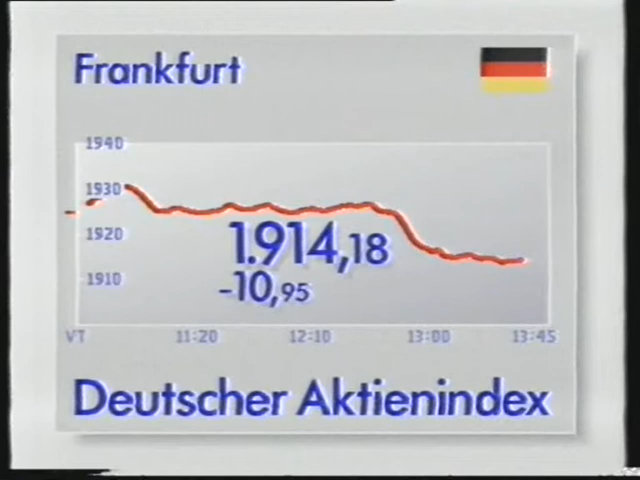 Frankfurt
1940
1930
1920
1910
1.914,18
-10,95
VT 11:20 12:10 13:00 13:45
Deutscher Aktienindex